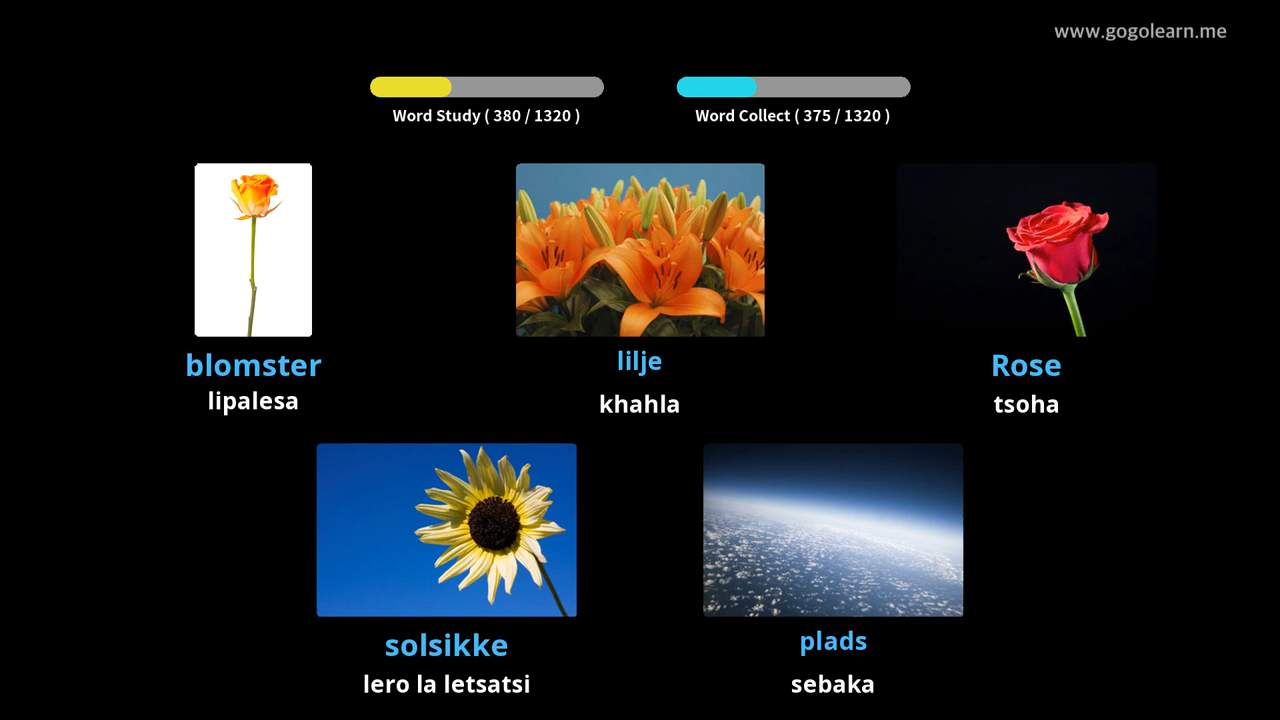 www.gogolearn.me
Word Study ( 380 / 1320 )
Word Collect ( 375 / 1320 )
blomster
lipalesa
lilje
khahla
Rose
tsoha
solsikke
lero la letsatsi
plads
sebaka